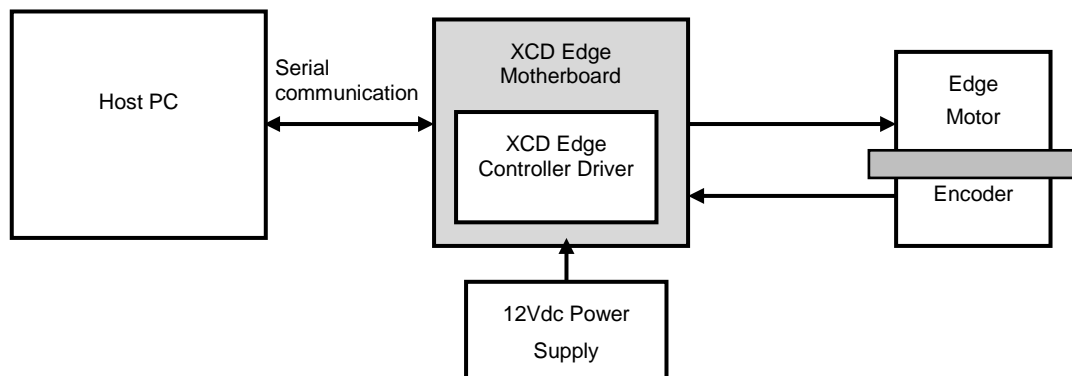 Host PC
Serial
communication
XCD Edge
Motherboard
XCD Edge
Controller Driver
Edge
Motor
Encoder
12Vdc Power
Supply